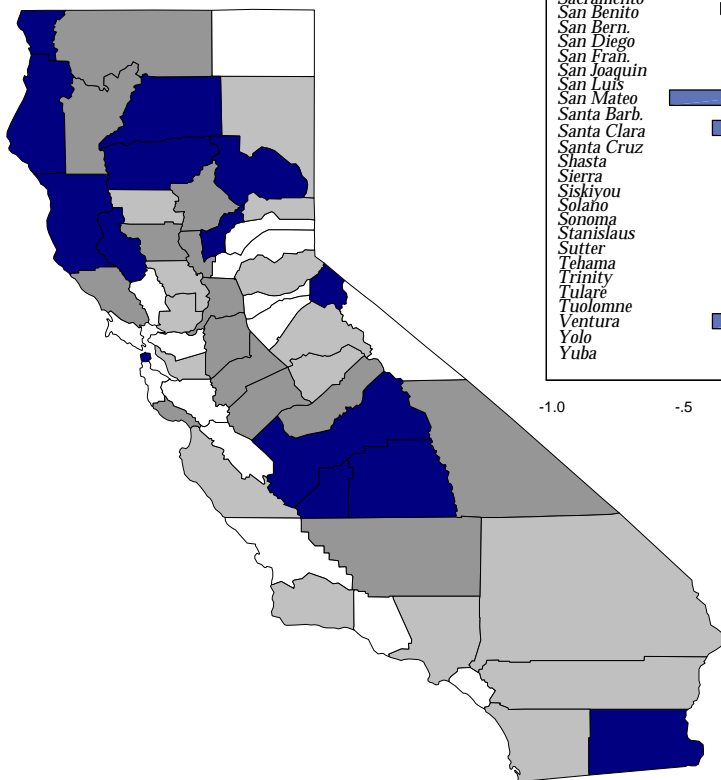 Sacramento
San Benito
San Bern.
San Diego
San Fran.
San Joaquin
San Luis
San Mateo
Santa Barb.
Santa Clara
Santa Cruz
Shasta
Sierra
Siskiyou
Solano
Sonoma
Stanislaus
Sutter
Tehama
Trinity
Tulare
Tuolomne
Ventura
Yolo
Yuba
-1.0 -.5